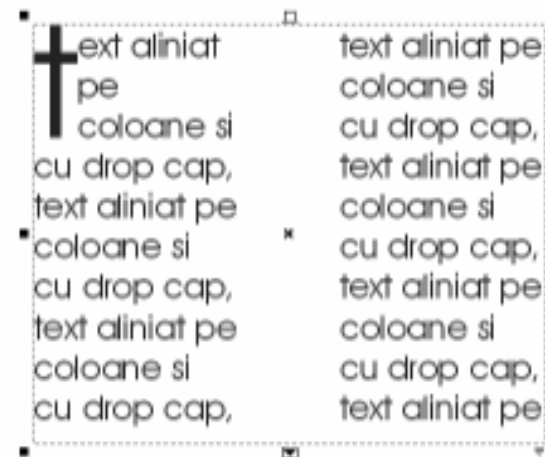 text aliniat
pe
coloane si
cu drop cap,
text aliniat pe
coloane si
cu drop cap,
text aliniat pe
coloane si
cu drop cap,
text aliniat pe
coloane si
cu drop cap,
text aliniat pe
coloane si
cu drop cap,
text aliniat pe
coloane si
cu drop cap,
text aliniat pe